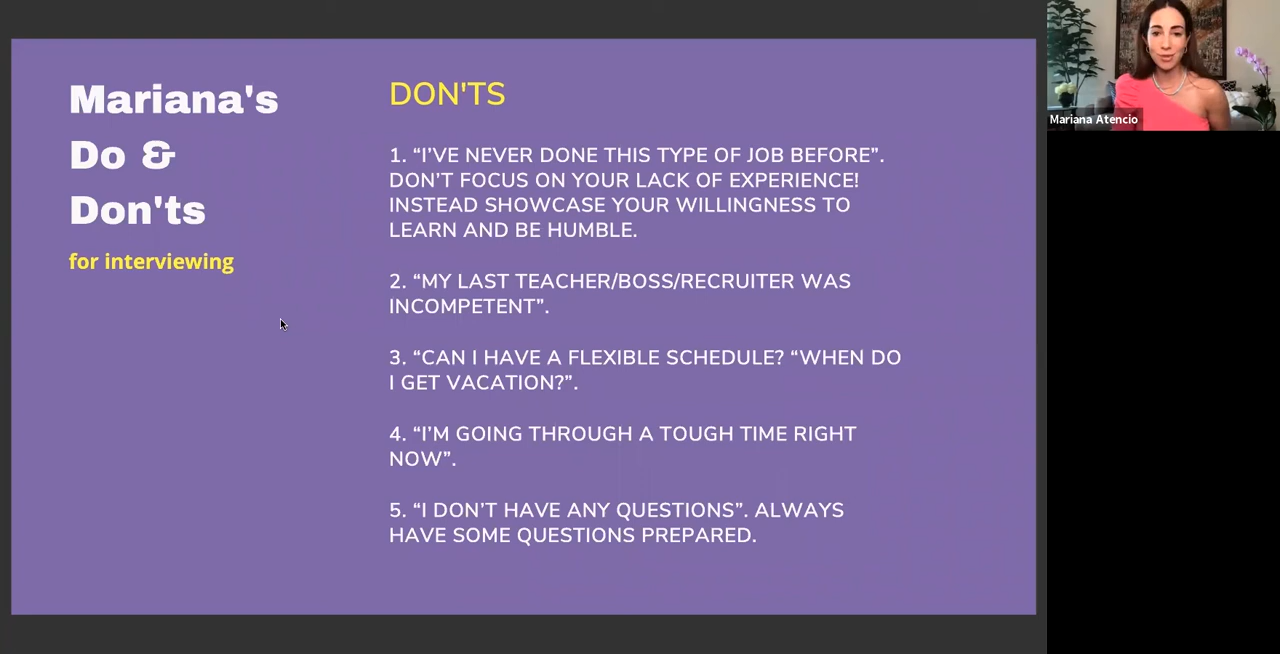 Mariana's
Do &
Don'ts
for interviewing
DON'TS
1. “I’VE NEVER DONE THIS TYPE OF JOB BEFORE”.
DON’T FOCUS ON YOUR LACK OF EXPERIENCE!
INSTEAD SHOWCASE YOUR WILLINGNESS TO
LEARN AND BE HUMBLE.
2. “MY LAST TEACHER/BOSS/RECRUITER WAS
INCOMPETENT”.
3. “CAN I HAVE A FLEXIBLE SCHEDULE? “WHEN DO
I GET VACATION?”.
4. “I’M GOING THROUGH A TOUGH TIME RIGHT
NOW”.
5. “I DON’T HAVE ANY QUESTIONS”. ALWAYS
HAVE SOME QUESTIONS PREPARED.
Mariana Atencio